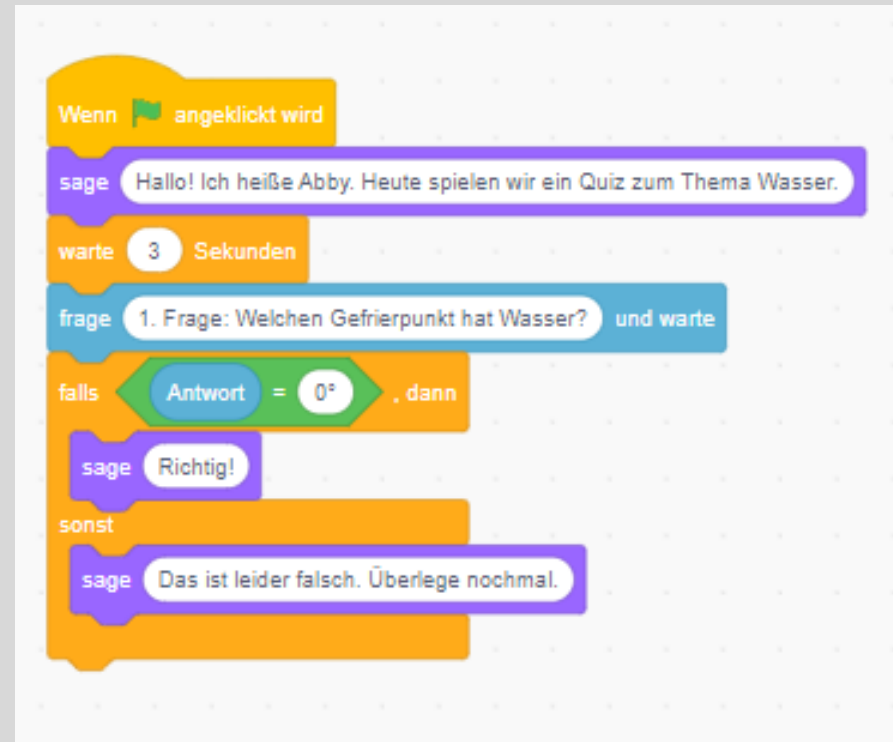 Wenn angeklickt wird
sage Hallo! Ich heiße Abby. Heute spielen wir ein Quiz zum Thema Wasser.
warte 3 Sekunden
frage 1. Frage: Welchen Gefrierpunkt hat Wasser? und warte
falls Antwort = 0° , dann
sage Richtig!
sonst
sage Das ist leider falsch. Überlege nochmal.